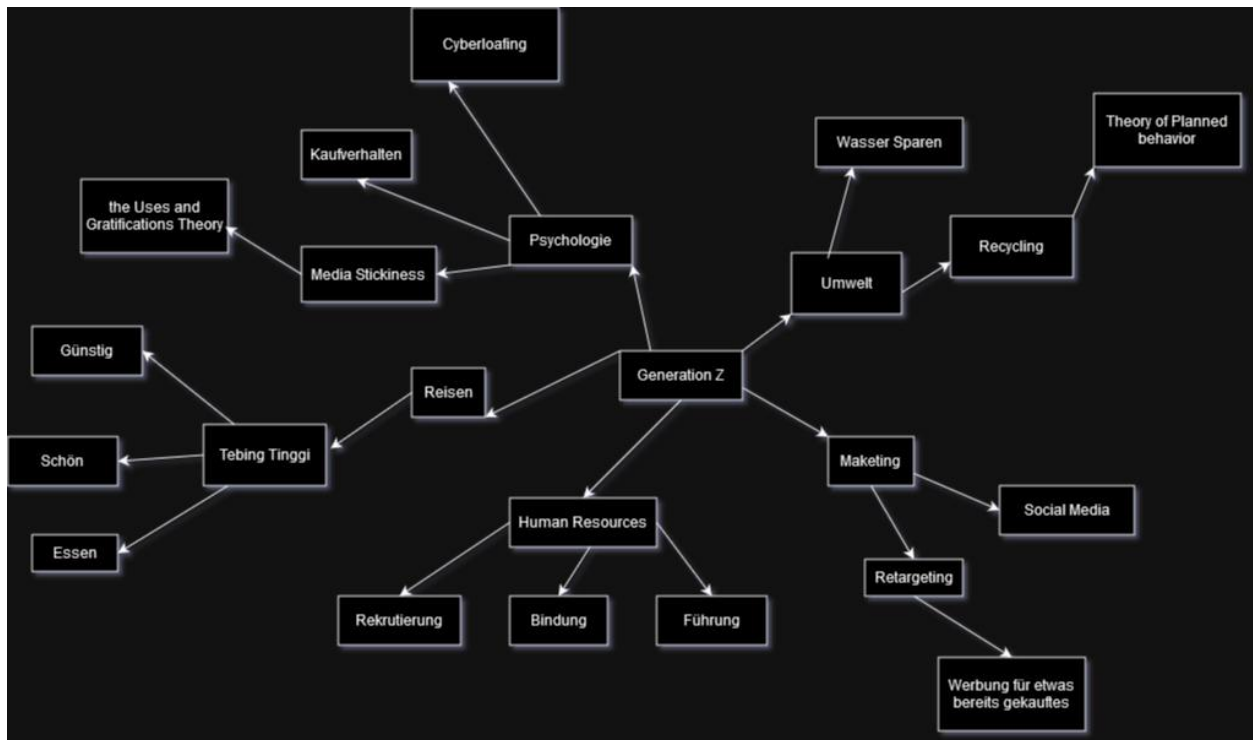 Cyberloafing
Theory of Planned
behavior
Wasser Sparen
Kaufverhalten
the Uses and
Gratifications Theory
Psychologie
Recycling
Media Stickiness
Umwelt
Günstig
Generation Z
Reisen
Schön
Tebing Tinggi
Maketing
Social Media
Human Resources
Essen
Retargeting
Rekrutierung
Bindung
Führung
Werbung für etwas
bereits gekauftes